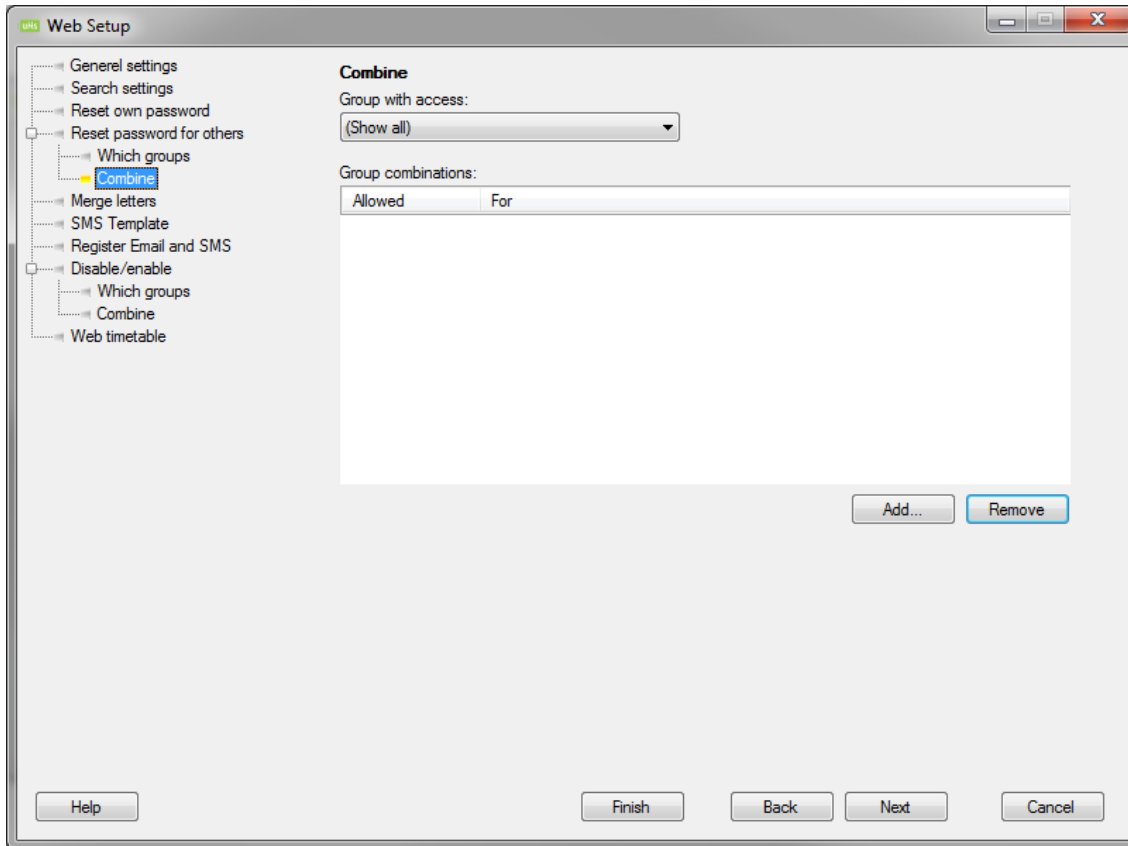 UMS Web Setup
Generel settings
Search settings
Reset own password
Reset password for others
Which groups
Combine
Merge letters
SMS Template
Register Email and SMS
Disable/enable
Which groups
Combine
Web timetable
Combine
Group with access:
(Show all)
Group combinations:
Allowed For
Add... Remove
Help Finish Back Next Cancel